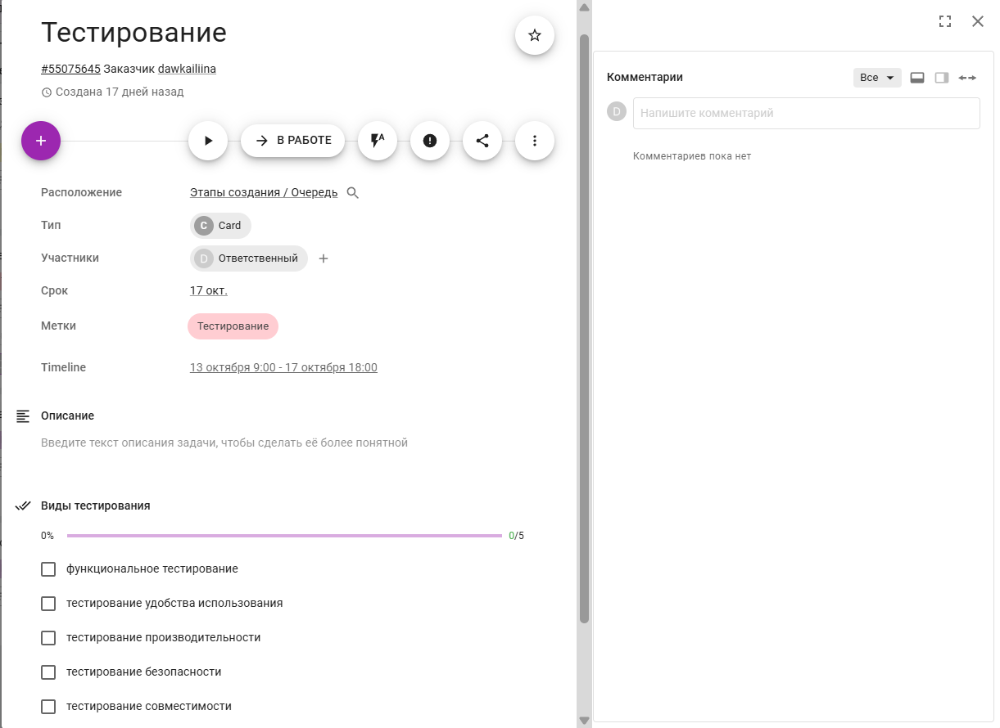 Тестирование
#55075645 Заказчик dawkailiina
Создана 17 дней назад
В РАБОТЕ
Расположение Этапы создания / Очередь
Тип C Card
Участники D Ответственный
Срок 17 окт.
Метки Тестирование
Timeline 13 октября 9:00 - 17 октября 18:00
Описание
Введите текст описания задачи, чтобы сделать её более понятной
Виды тестирования
0% 0/5
функциональное тестирование
тестирование удобства использования
тестирование производительности
тестирование безопасности
тестирование совместимости
Комментарии Все
D Напишите комментарий
Комментариев пока нет